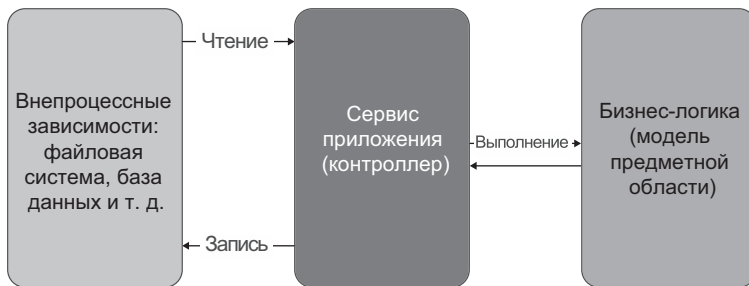 Внепроцессные
зависимости:
файловая
система, база
данных и т. д.
Чтение
Запись
Сервис
приложения
(контроллер)
Выполнение
Бизнес-логика
(модель
предметной
области)